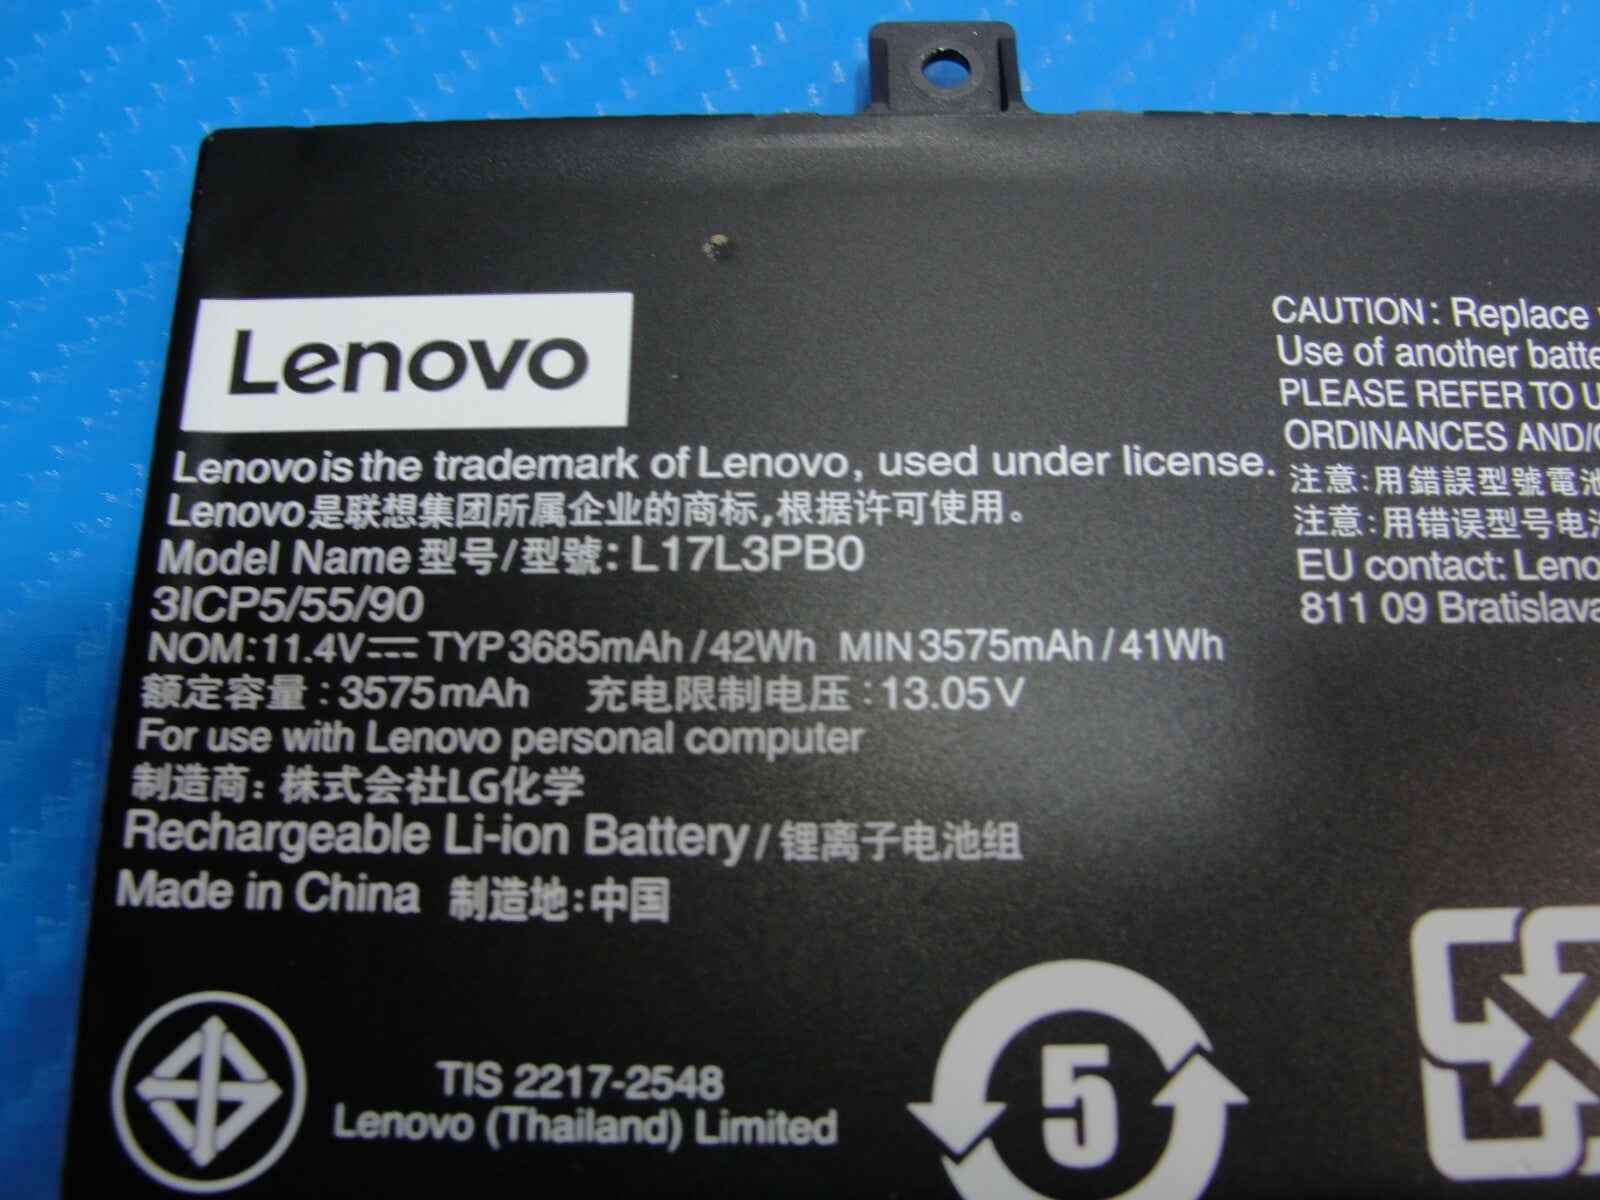 Lenovo
Lenovo is the trademark of Lenovo, used under license.
Lenovo是联想集团所属企业的商标,根据许可使用。
Model Name 型号/型號: L17L3PB0
3ICP5/55/90
NOM:11.4V⎓ TYP 3685mAh/42Wh MIN 3575mAh/41Wh
额定容量:3575mAh 充电限制电压:13.05V
For use with Lenovo personal computer
制造商: 株式会社LG化学
Rechargeable Li-ion Battery/锂离子电池组
Made in China 制造地:中国
TIS 2217-2548
Lenovo (Thailand) Limited
5
CAUTION: Replace
Use of another batte
PLEASE REFER TO U
ORDINANCES AND/
注意:用錯誤型號電池
注意:用错误型号电池
EU contact: Leno
811 09 Bratislava